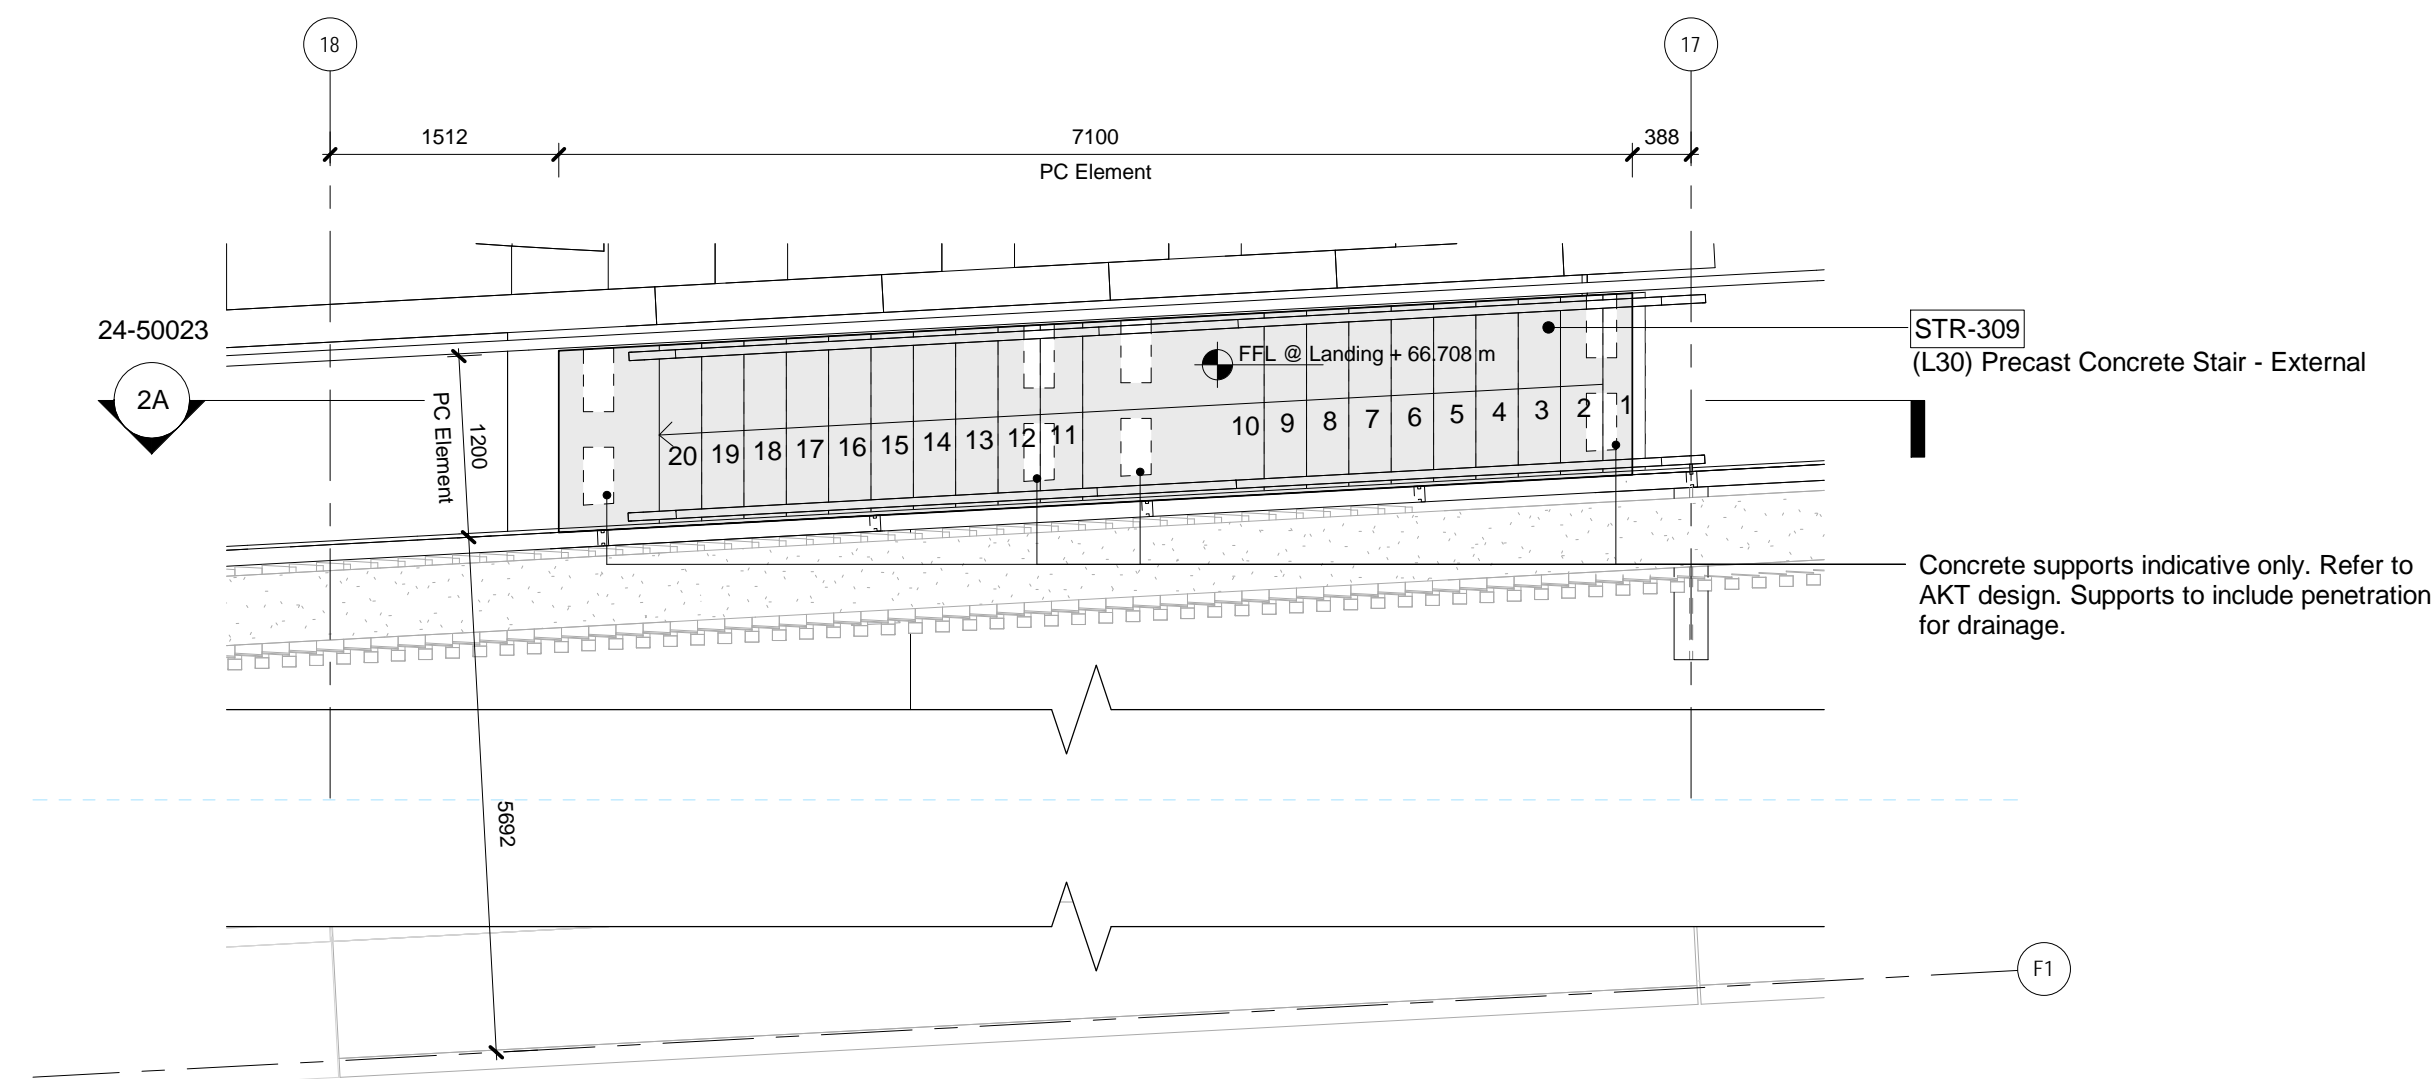 18
17
1512
7100
388
PC Element
24-50023
2A
PC Element
1200
FFL @ Landing + 66.708 m
STR-309
(L30) Precast Concrete Stair - External
20 19 18 17 16 15 14 13 12 11 10 9 8 7 6 5 4 3 2 1
Concrete supports indicative only. Refer to
AKT design. Supports to include penetration
for drainage.
5692
F1